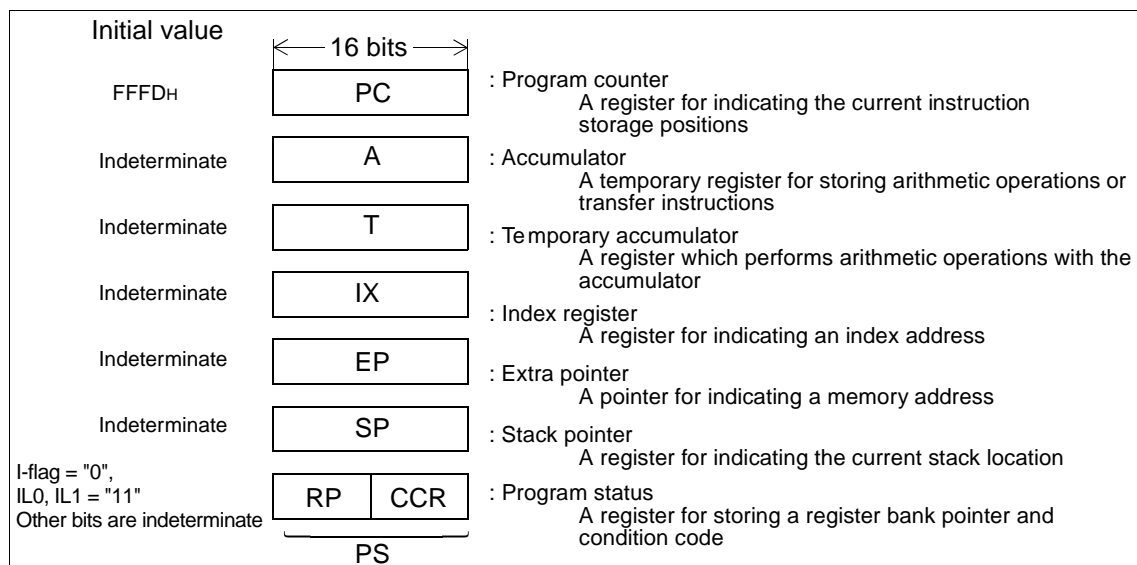 Initial value
16 bits
FFFDH
PC
: Program counter
A register for indicating the current instruction
storage positions
Indeterminate
A
: Accumulator
A temporary register for storing arithmetic operations or
transfer instructions
Indeterminate
T
: Temporary accumulator
A register which performs arithmetic operations with the
accumulator
Indeterminate
IX
: Index register
A register for indicating an index address
Indeterminate
EP
: Extra pointer
A pointer for indicating a memory address
Indeterminate
SP
: Stack pointer
A register for indicating the current stack location
I-flag = "0",
IL0, IL1 = "11"
Other bits are indeterminate
RP CCR
PS
: Program status
A register for storing a register bank pointer and
condition code